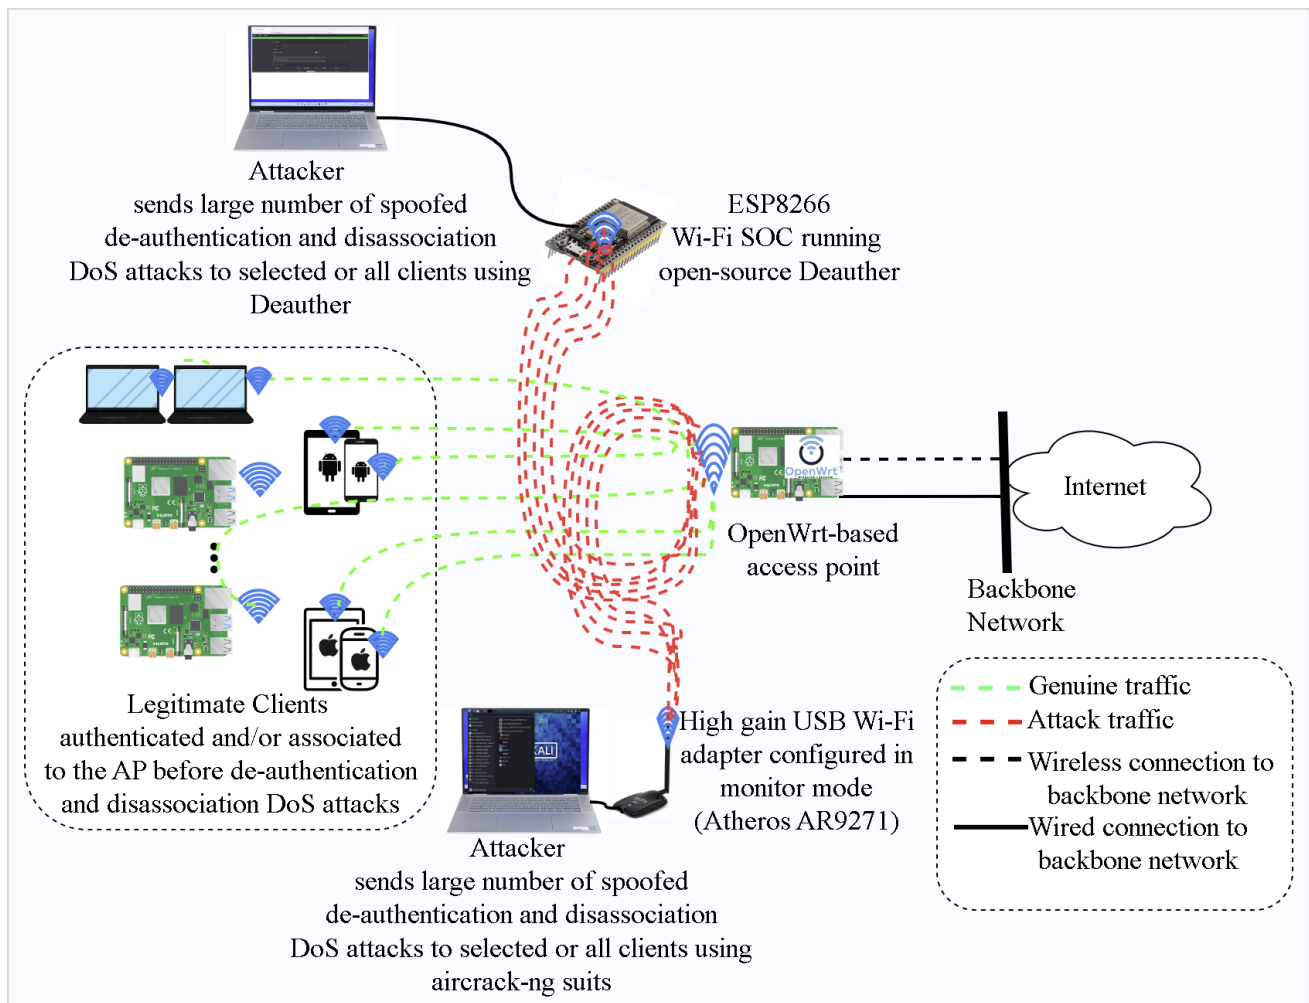 Attacker
sends large number of spoofed
de-authentication and disassociation
DoS attacks to selected or all clients using
Deauther
ESP8266
Wi-Fi SOC running
open-source Deauther
OpenWrt
OpenWrt-based
access point
Internet
Backbone
Network
Legitimate Clients
authenticated and/or associated
to the AP before de-authentication
and disassociation DoS attacks
KALI
High gain USB Wi-Fi
adapter configured in
monitor mode
(Atheros AR9271)
Attacker
sends large number of spoofed
de-authentication and disassociation
DoS attacks to selected or all clients using
aircrack-ng suits
Genuine traffic
Attack traffic
Wireless connection to
backbone network
Wired connection to
backbone network